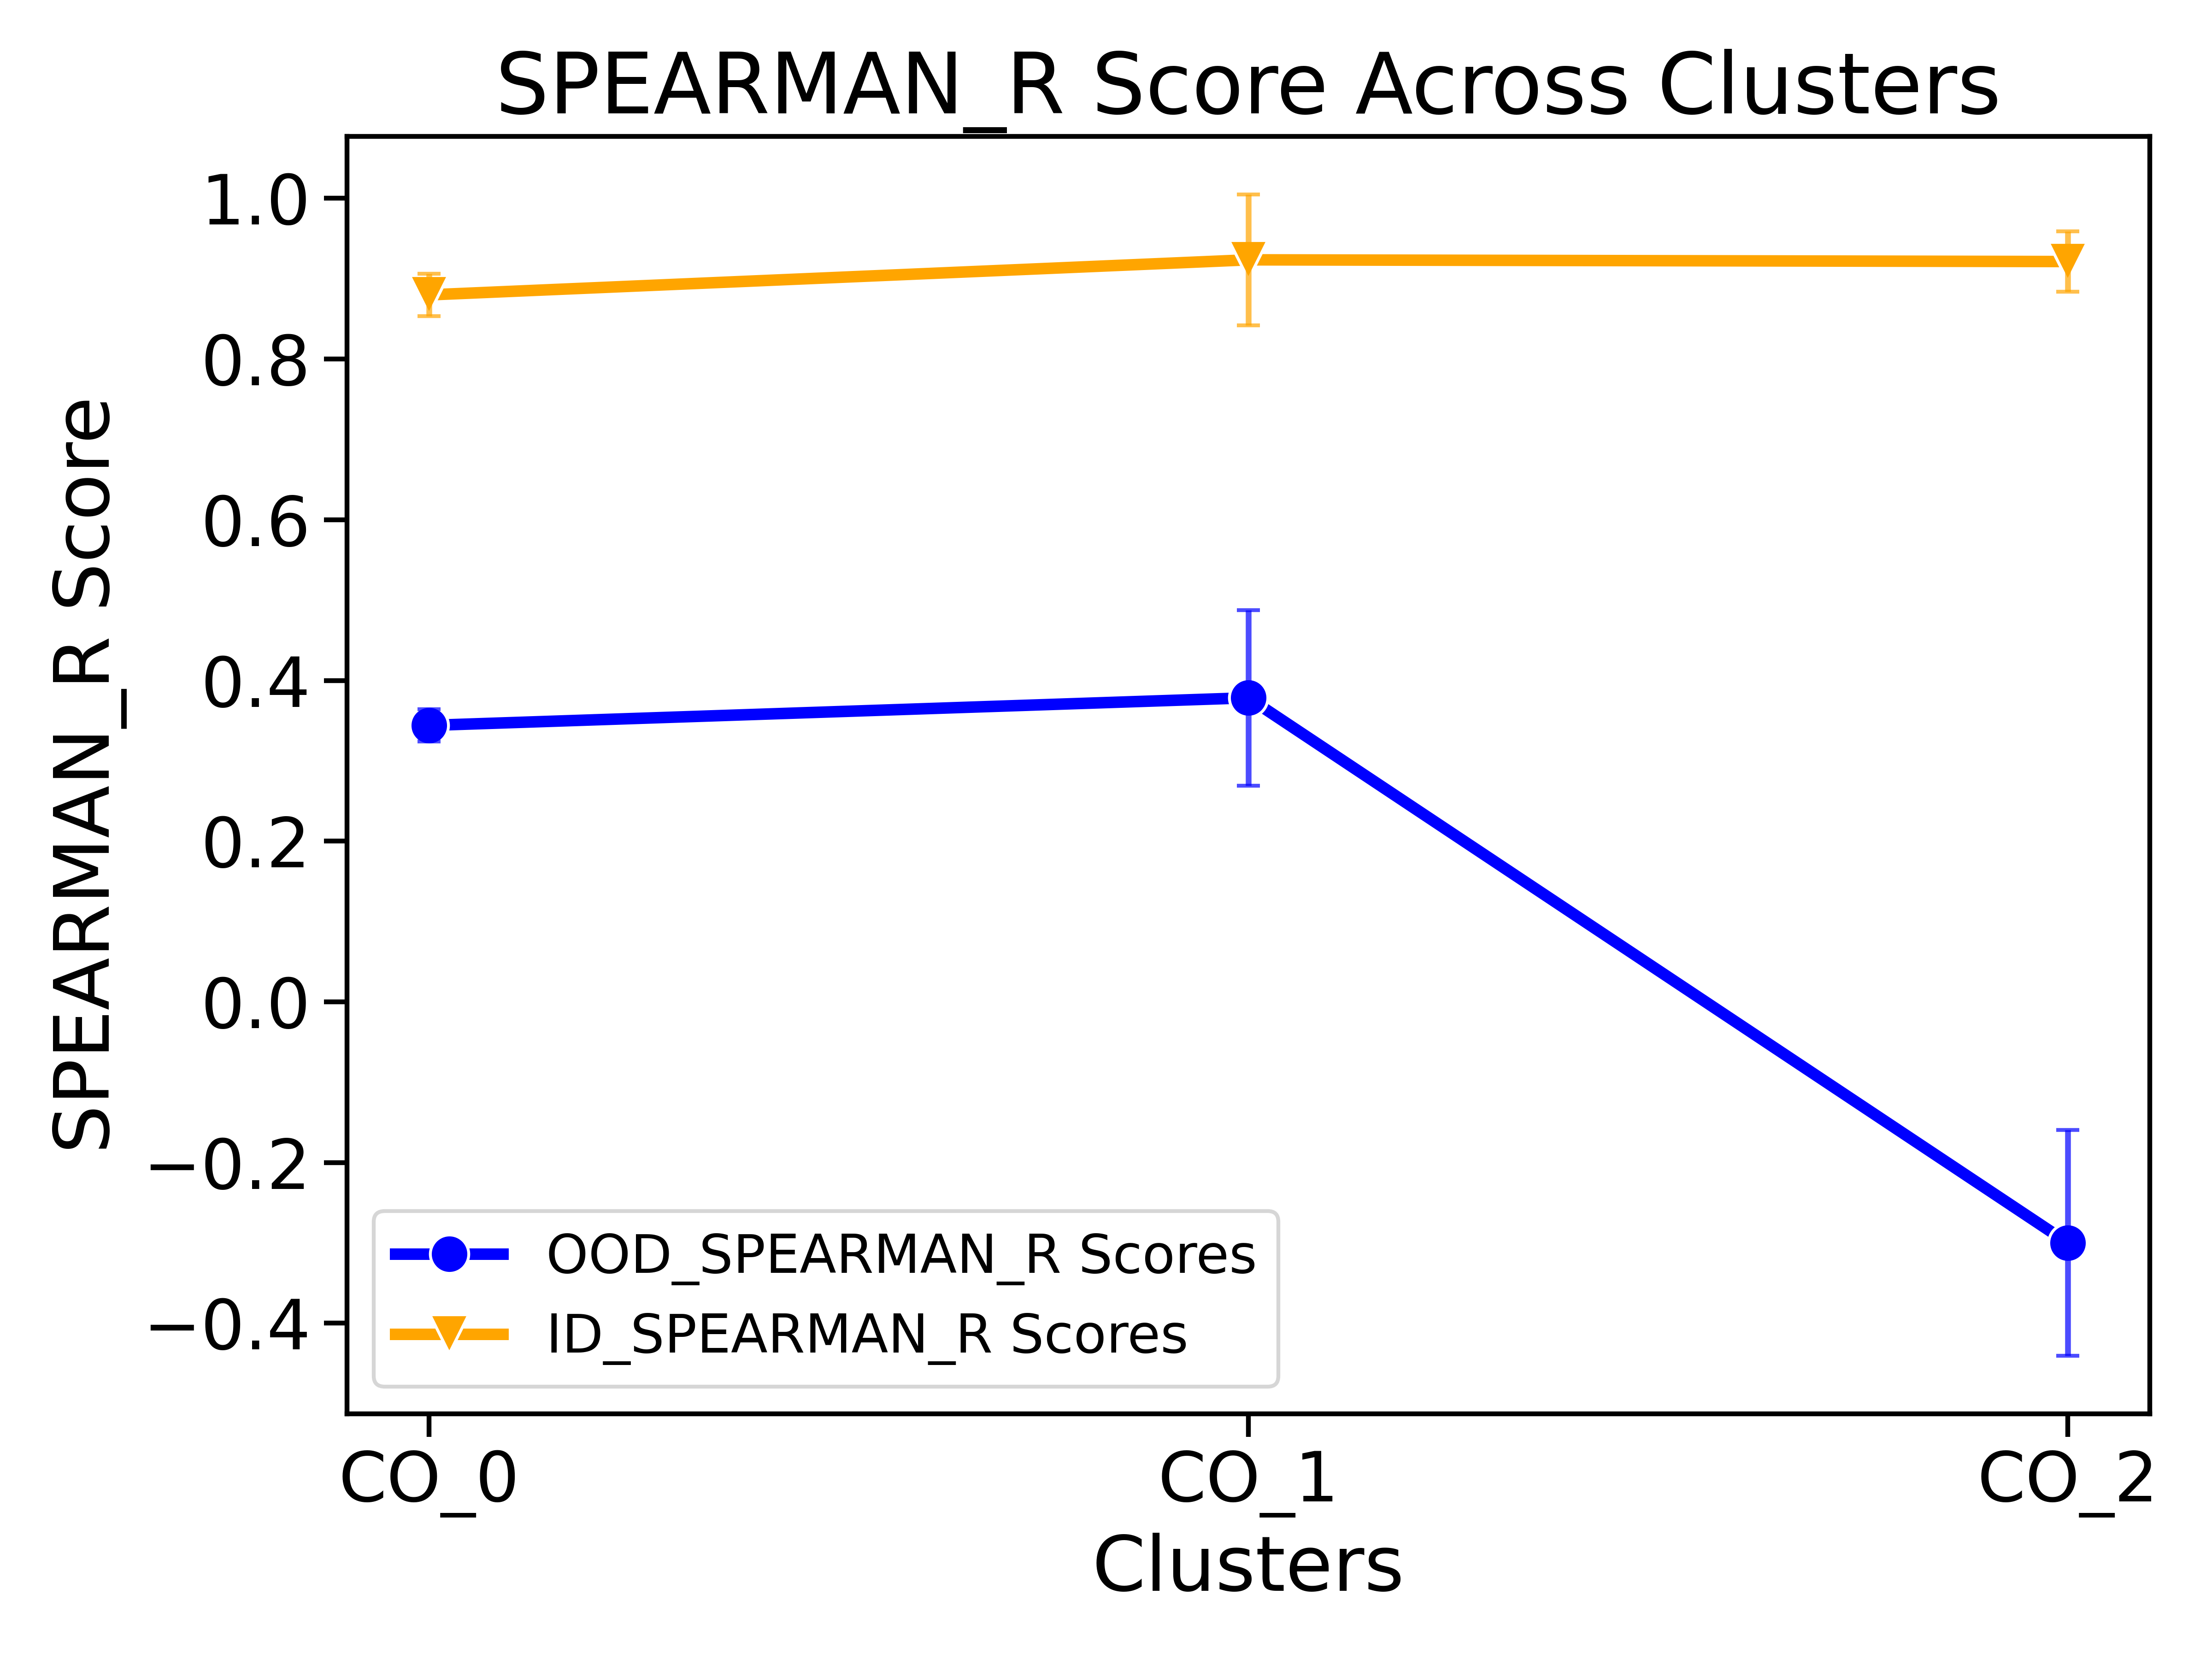 SPEARMAN_R Score Across Clusters
SPEARMAN_R Score
1.0
0.8
0.6
0.4
0.2
0.0
−0.2
−0.4
OOD_SPEARMAN_R Scores
ID_SPEARMAN_R Scores
CO_0 CO_1 CO_2
Clusters